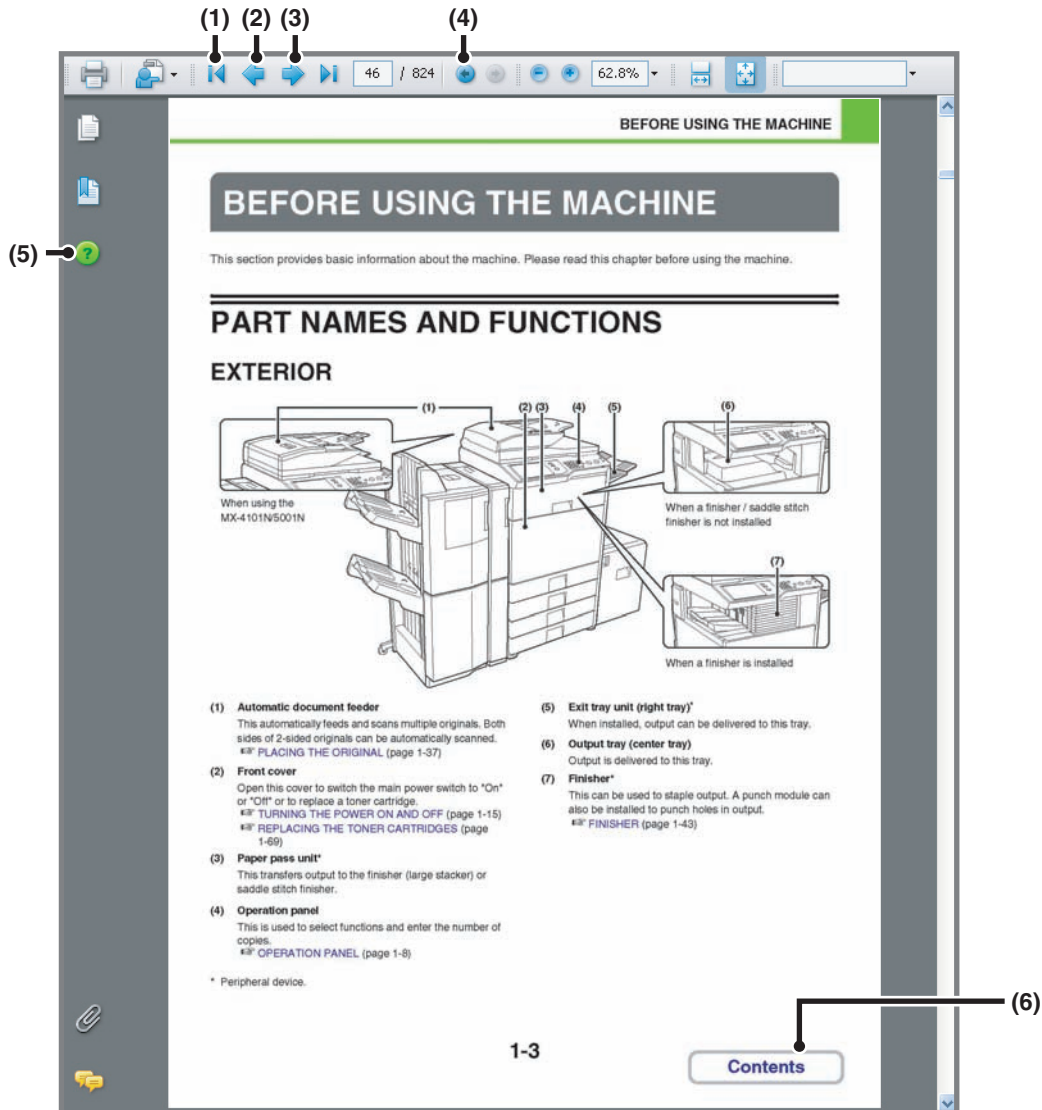 (1) (2) (3) (4)
46 / 824 62.8%
BEFORE USING THE MACHINE
BEFORE USING THE MACHINE
(5)
?
This section provides basic information about the machine. Please read this chapter before using the machine.
PART NAMES AND FUNCTIONS
EXTERIOR
(1) (2) (3) (4) (5) (6)
When using the
MX-4101N/5001N
When a finisher / saddle stitch
finisher is not installed
(7)
When a finisher is installed
(1) Automatic document feeder
This automatically feeds and scans multiple originals. Both
sides of 2-sided originals can be automatically scanned.
☞ PLACING THE ORIGINAL (page 1-37)
(2) Front cover
Open this cover to switch the main power switch to "On"
or "Off" or to replace a toner cartridge.
☞ TURNING THE POWER ON AND OFF (page 1-15)
☞ REPLACING THE TONER CARTRIDGES (page
1-69)
(3) Paper pass unit*
This transfers output to the finisher (large stacker) or
saddle stitch finisher.
(4) Operation panel
This is used to select functions and enter the number of
copies.
☞ OPERATION PANEL (page 1-8)
* Peripheral device.
(5) Exit tray unit (right tray)*
When installed, output can be delivered to this tray.
(6) Output tray (center tray)
Output is delivered to this tray.
(7) Finisher*
This can be used to staple output. A punch module can
also be installed to punch holes in output.
☞ FINISHER (page 1-43)
(6)
1-3
Contents